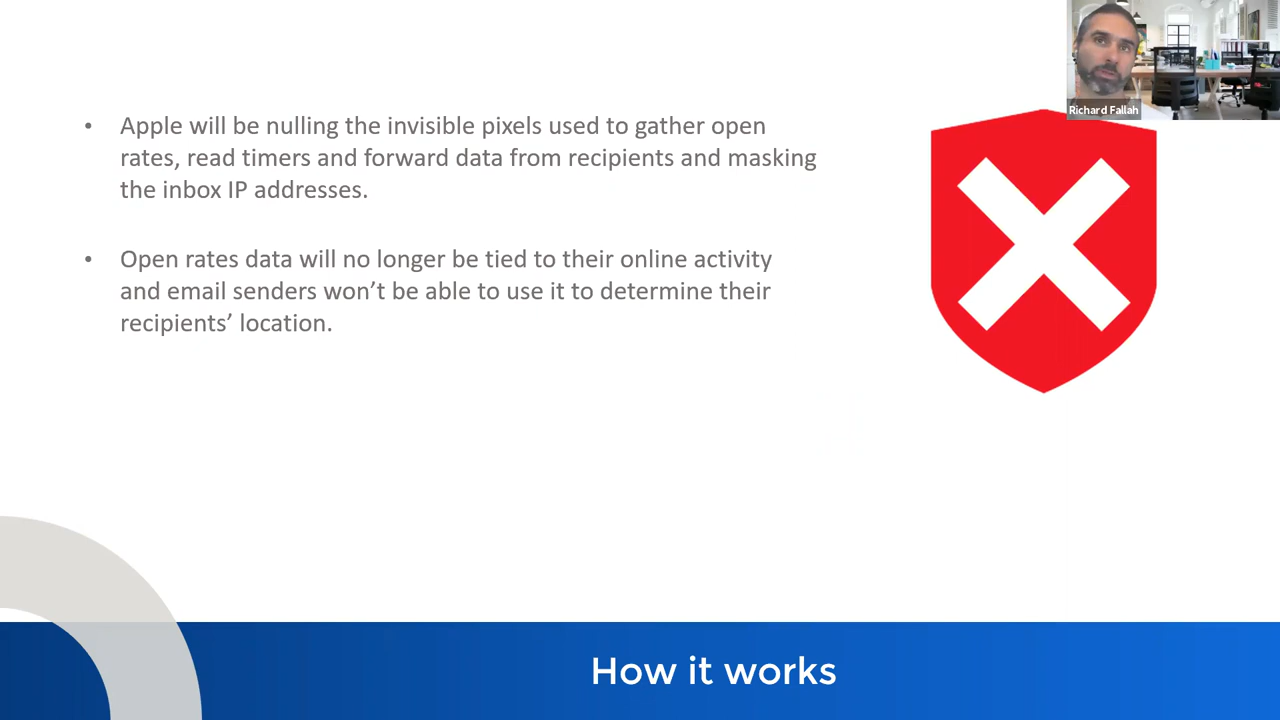 Richard Fallah
• Apple will be nulling the invisible pixels used to gather open
rates, read timers and forward data from recipients and masking
the inbox IP addresses.
• Open rates data will no longer be tied to their online activity
and email senders won’t be able to use it to determine their
recipients’ location.
How it works